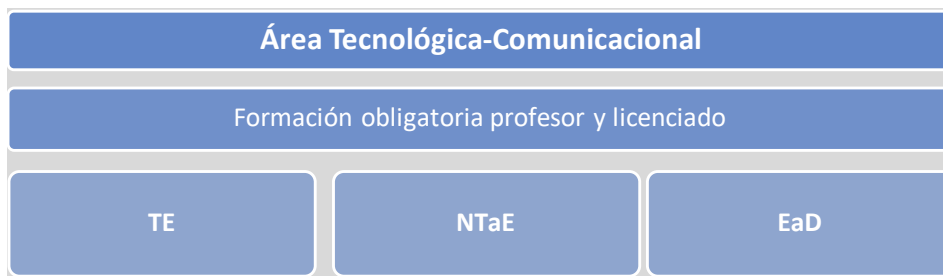 Área Tecnológica-Comunicacional
Formación obligatoria profesor y licenciado
TE
NTaE
EaD